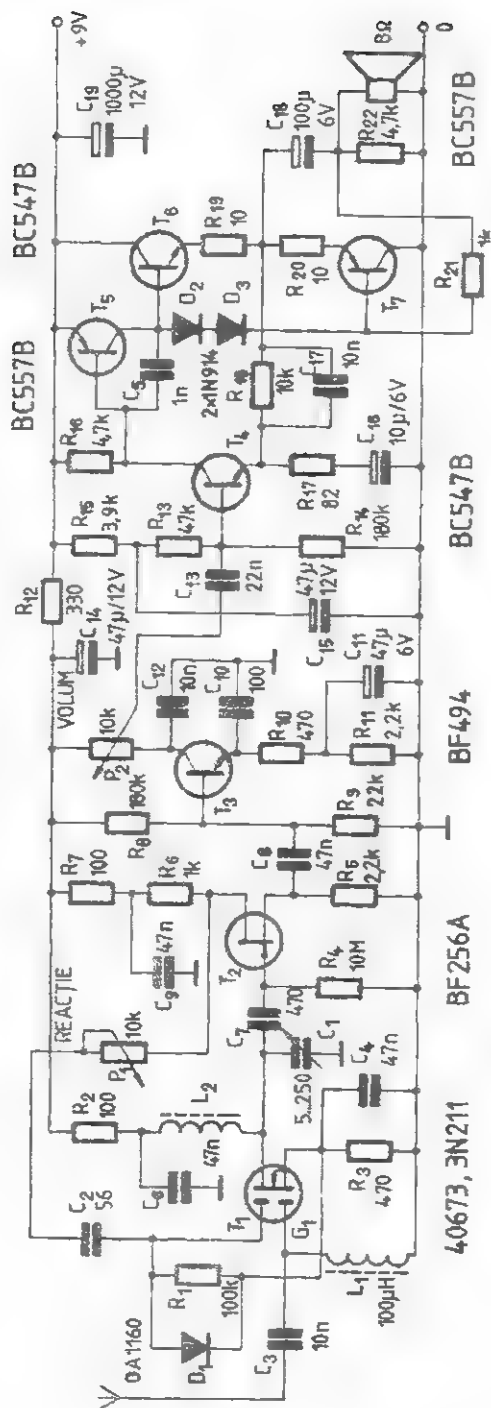 BC557B
BC547B
+9V
R12
330
VOLUM
C14
47µ/12V
R15
3,9k
R16
4,7k
T5
C5
1n
D2
D3
2x1N914
T6
R19
10
C19
1000µ
12V
REACTIE
P1
10k
R2
100
R7
100
R6
1k
C9
47n
R8
180k
P2
10k
C12
10n
C10
100
C13
22n
R13
47k
T4
R18
10k
C17
10n
R20
10
T7
C18
100µ
6V
R22
4,7k
8Ω
C2
56
L2
C6
47n
OA1160
D1
R1
100k
T1
G1
C7
470
T2
T3
R10
470
C3
10n
L1
100µH
R3
470
C1
5...250
C4
47n
R4
10M
R5
2,2k
C8
47n
R9
22k
R11
2,2k
C11
47µ
6V
C15
47µ
12V
R14
180k
R17
82
C16
10µ/6V
R21
1k
0
40673, 3N211
BF256A
BF494
BC547B
BC557B